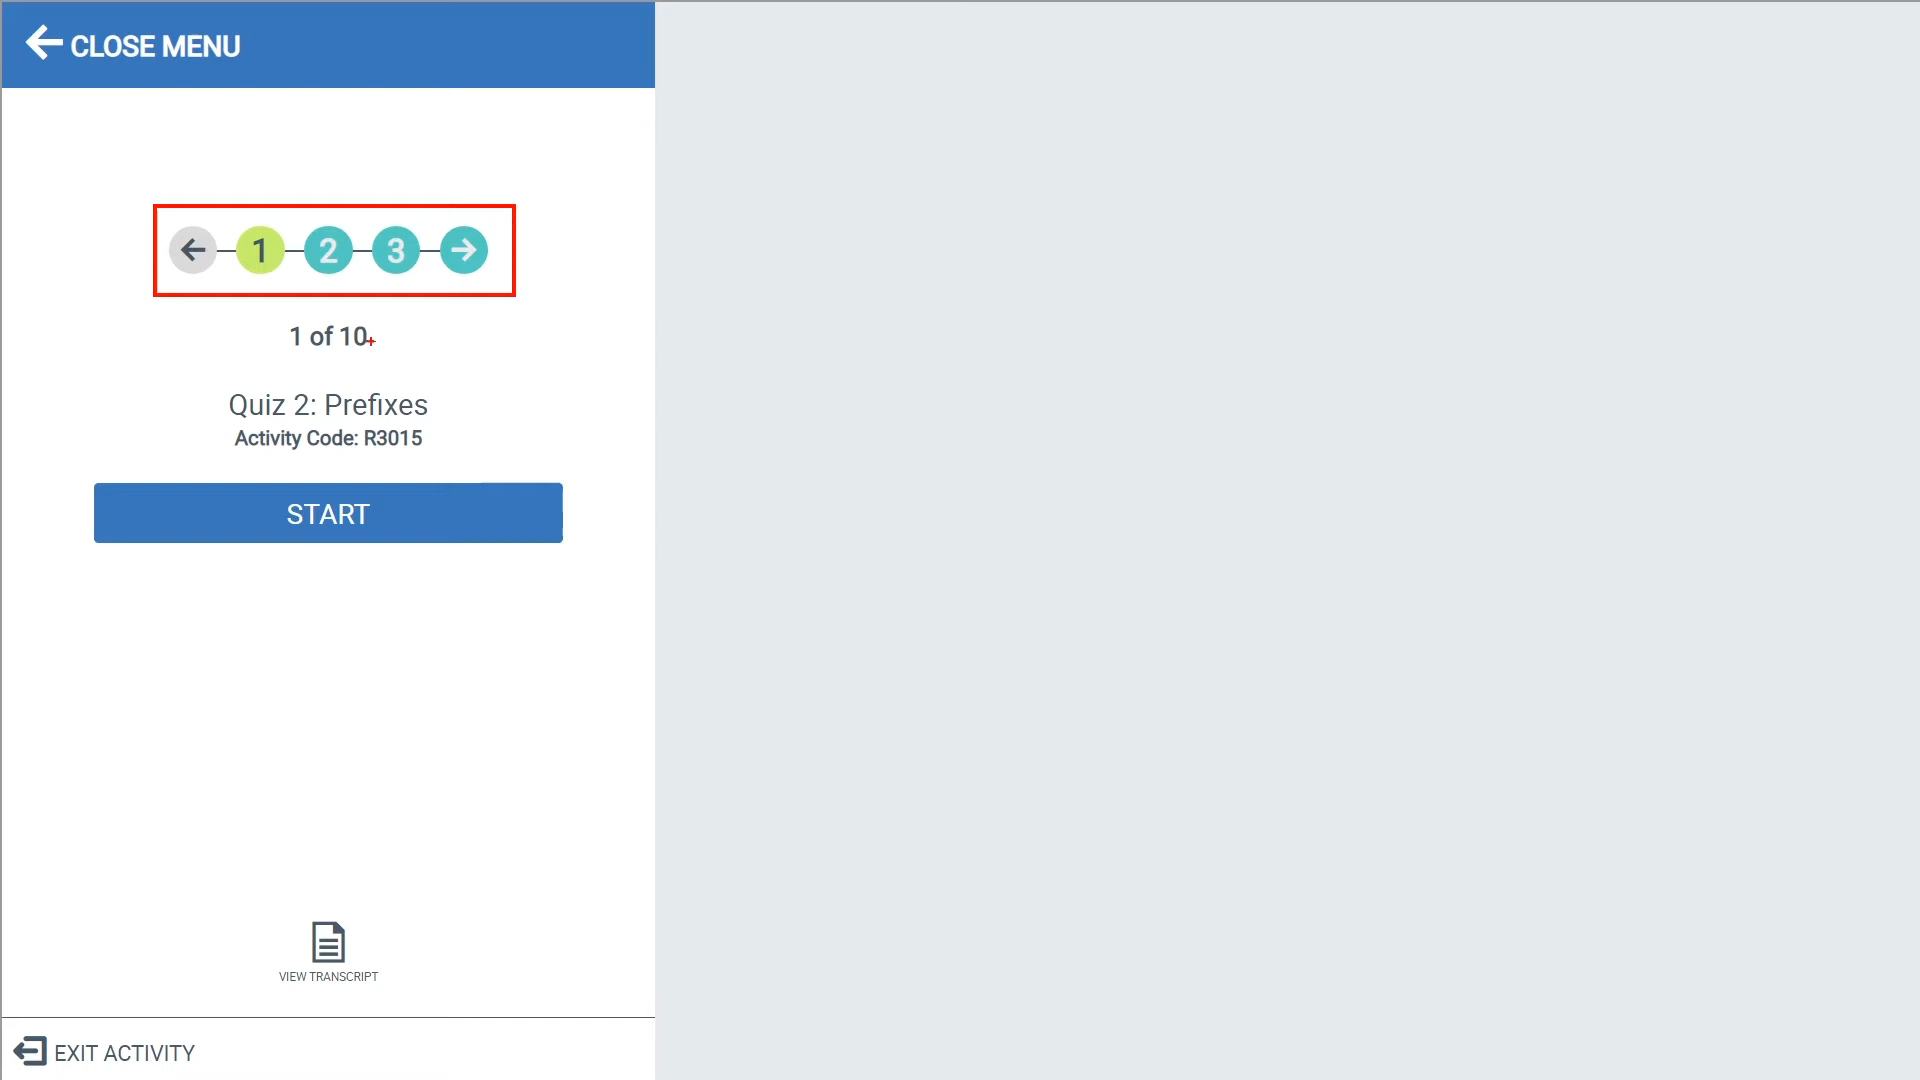 CLOSE MENU
1 2 3
1 of 10
Quiz 2: Prefixes
Activity Code: R3015
START
VIEW TRANSCRIPT
EXIT ACTIVITY